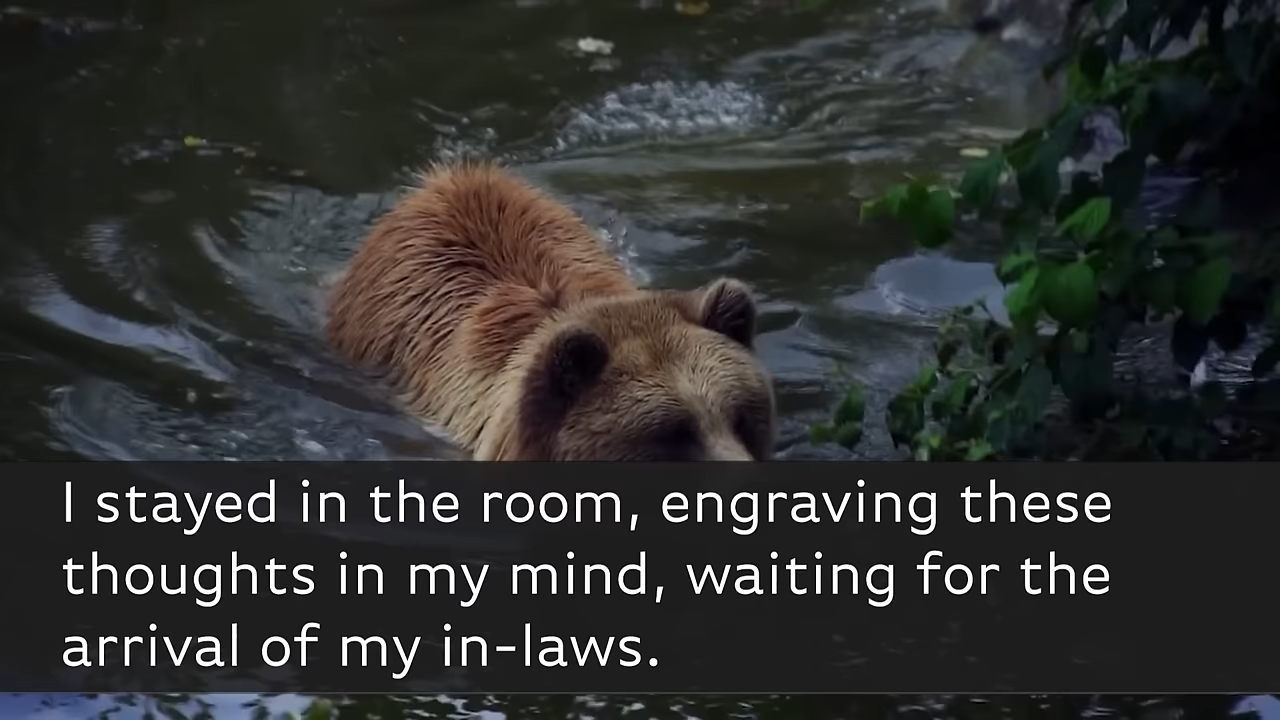 I stayed in the room, engraving these
thoughts in my mind, waiting for the
arrival of my in-laws.